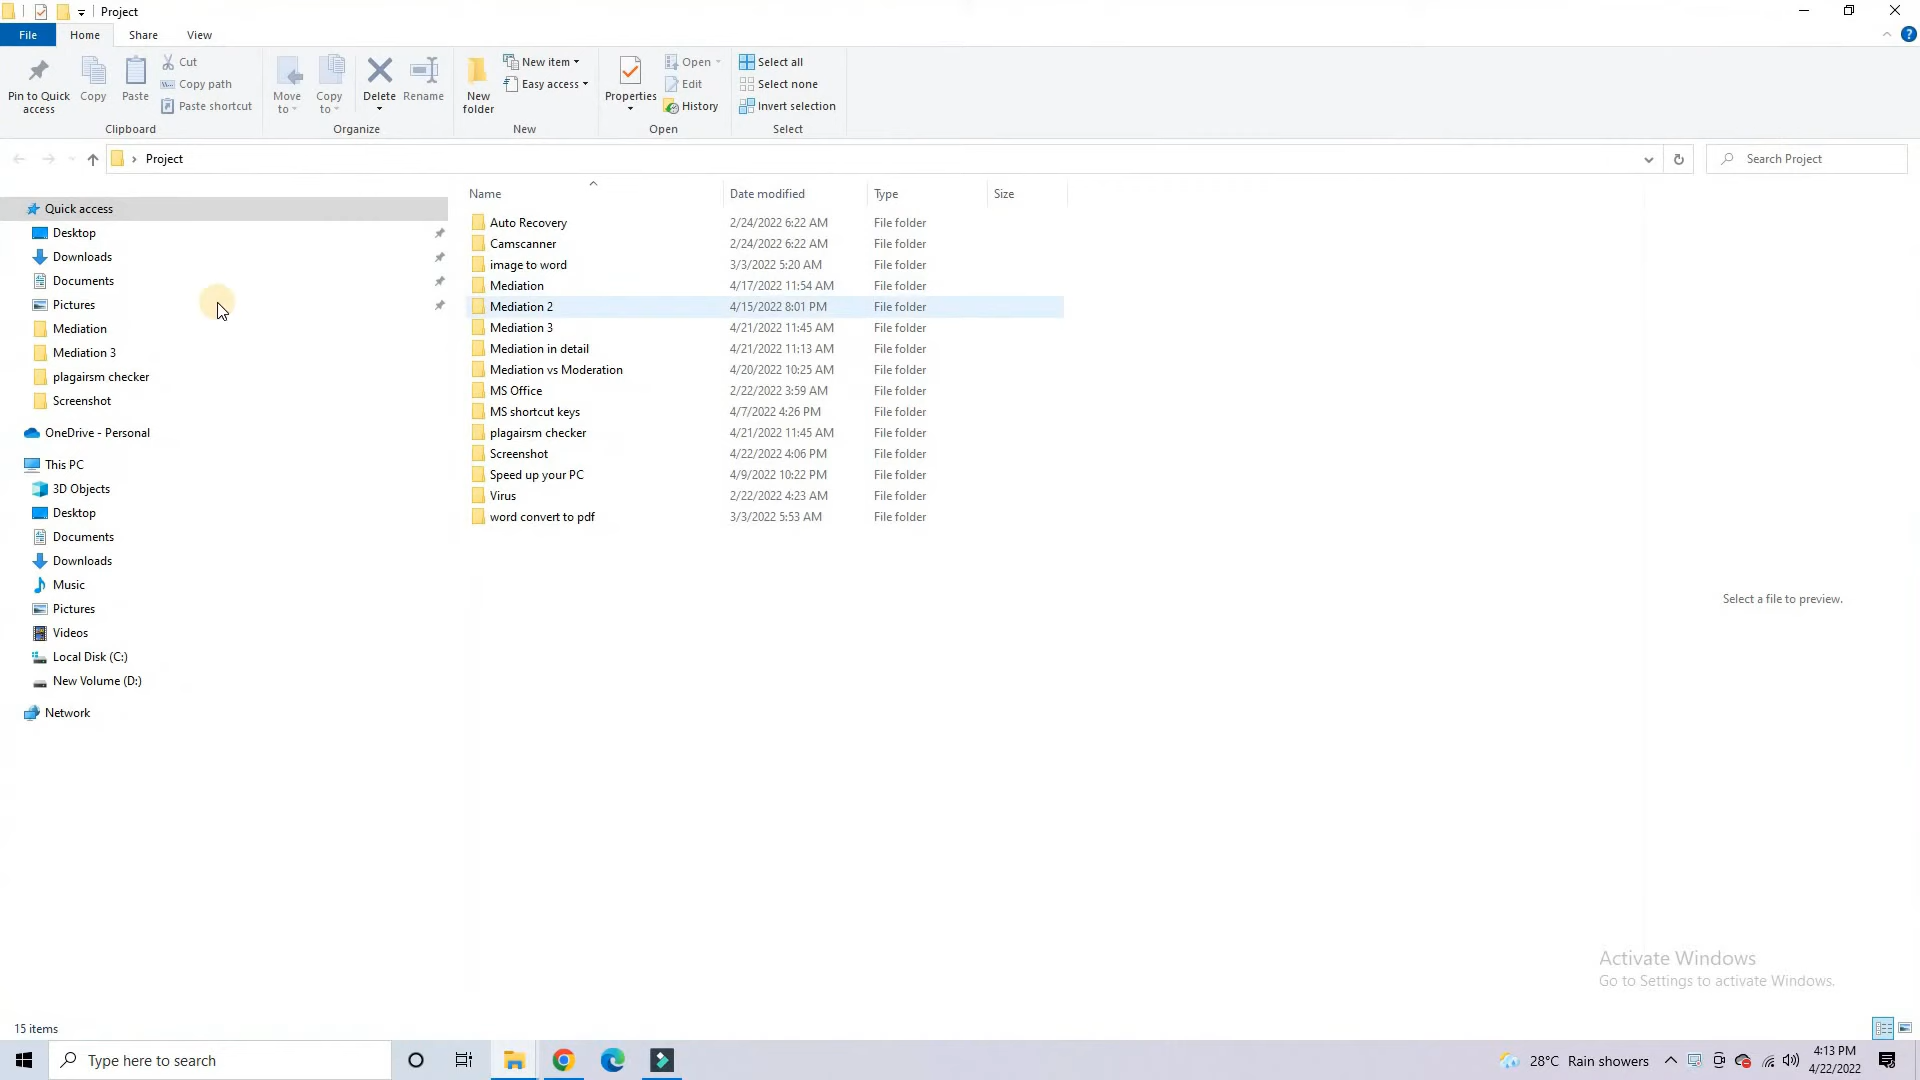 Project
File Home Share View
Pin to Quick access
Copy
Paste
Cut
Copy path
Paste shortcut
Clipboard
Move to
Copy to
Delete
Rename
Organize
New folder
New item
Easy access
New
Properties
Open
Edit
History
Open
Select all
Select none
Invert selection
Select
Project
Search Project
Quick access
Desktop
Downloads
Documents
Pictures
Mediation
Mediation 3
plagairsm checker
Screenshot
OneDrive - Personal
This PC
3D Objects
Desktop
Documents
Downloads
Music
Pictures
Videos
Local Disk (C:)
New Volume (D:)
Network
Name Date modified Type Size
Auto Recovery 2/24/2022 6:22 AM File folder
Camscanner 2/24/2022 6:22 AM File folder
image to word 3/3/2022 5:20 AM File folder
Mediation 4/17/2022 11:54 AM File folder
Mediation 2 4/15/2022 8:01 PM File folder
Mediation 3 4/21/2022 11:45 AM File folder
Mediation in detail 4/21/2022 11:13 AM File folder
Mediation vs Moderation 4/20/2022 10:25 AM File folder
MS Office 2/22/2022 3:59 AM File folder
MS shortcut keys 4/7/2022 4:26 PM File folder
plagairsm checker 4/21/2022 11:45 AM File folder
Screenshot 4/22/2022 4:06 PM File folder
Speed up your PC 4/9/2022 10:22 PM File folder
Virus 2/22/2022 4:23 AM File folder
word convert to pdf 3/3/2022 5:53 AM File folder
Select a file to preview.
Activate Windows
Go to Settings to activate Windows.
15 items
Type here to search
28°C Rain showers
4:13 PM
4/22/2022